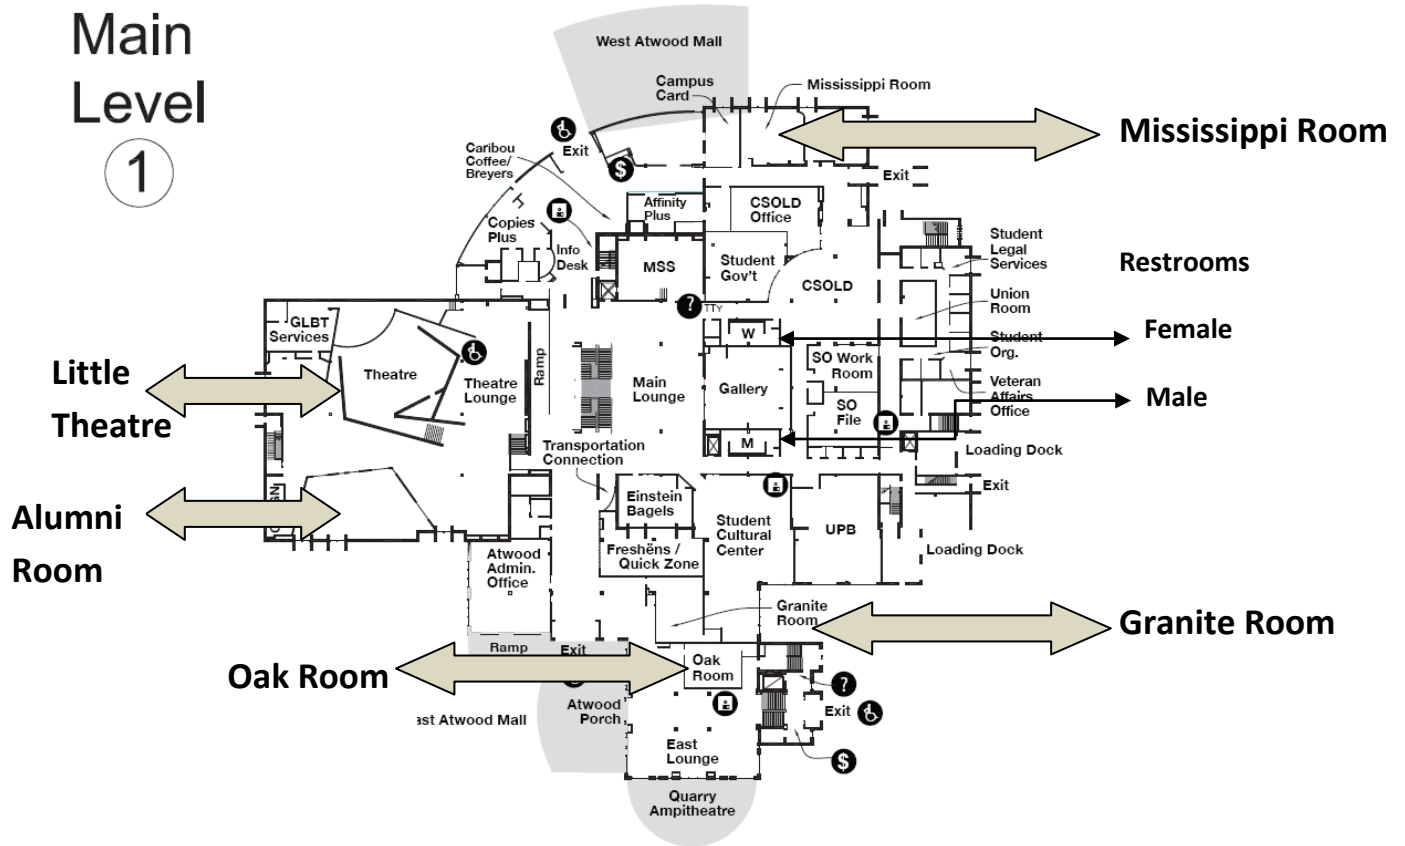 Main
Level
1
West Atwood Mall
Campus
Card
Mississippi Room
Mississippi Room
Exit
Caribou
Coffee/
Breyers
$
Exit
Affinity
Plus
CSOLD
Office
Copies
Plus
Info
Desk
MSS
Student
Gov't
CSOLD
Student
Legal
Services
Restrooms
Union
Room
?
TTY
W
Female
Student
Org.
GLBT
Services
Theatre
Theatre
Lounge
Ramp
Main
Lounge
Gallery
SO Work
Room
SO
File
Veteran
Affairs
Office
Male
Little
Theatre
M
Transportation
Connection
Loading Dock
Exit
Alumni
Room
Einstein
Bagels
Student
Cultural
Center
UPB
Freshëns /
Quick Zone
Loading Dock
Atwood
Admin.
Office
Granite
Room
Granite Room
Ramp
Exit
Oak Room
Oak
Room
?
Exit
ast Atwood Mall
Atwood
Porch
East
Lounge
$
Quarry
Ampitheatre